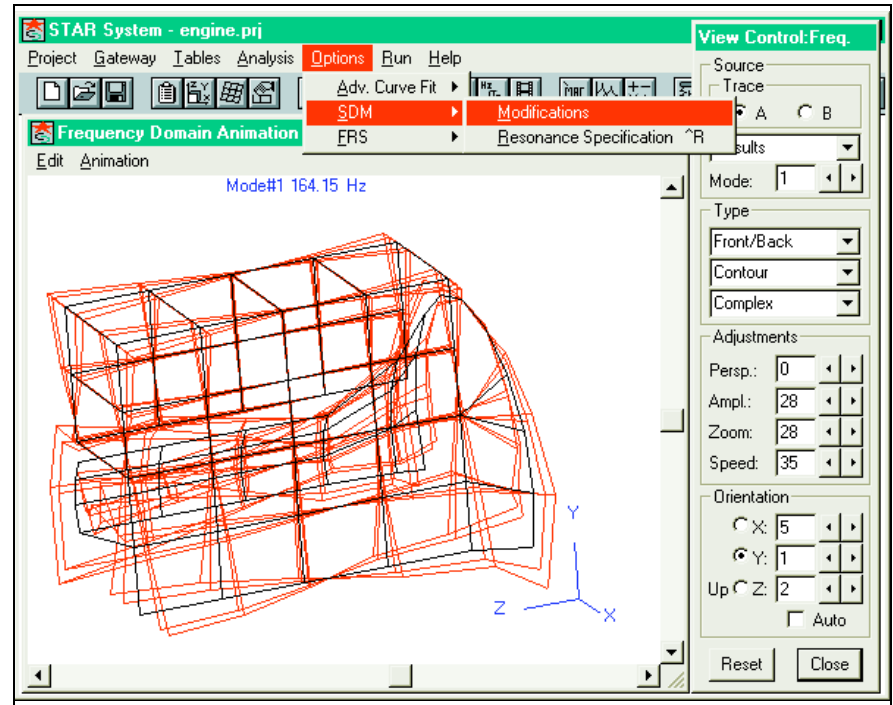 STAR System - engine.prj
Project Gateway Tables Analysis Options Run Help
Adv. Curve Fit
SDM
FRS
Modifications
Resonance Specification ^R
Frequency Domain Animation
Edit Animation
Mode#1 164.15 Hz
Y
Z
X
View Control:Freq.
Source
Trace
A B
Mode: 1
Type
Front/Back
Contour
Complex
Adjustments
Persp.: 0
Ampl.: 28
Zoom: 28
Speed: 35
Orientation
X: 5
Y: 1
Up Z: 2
Auto
Reset Close